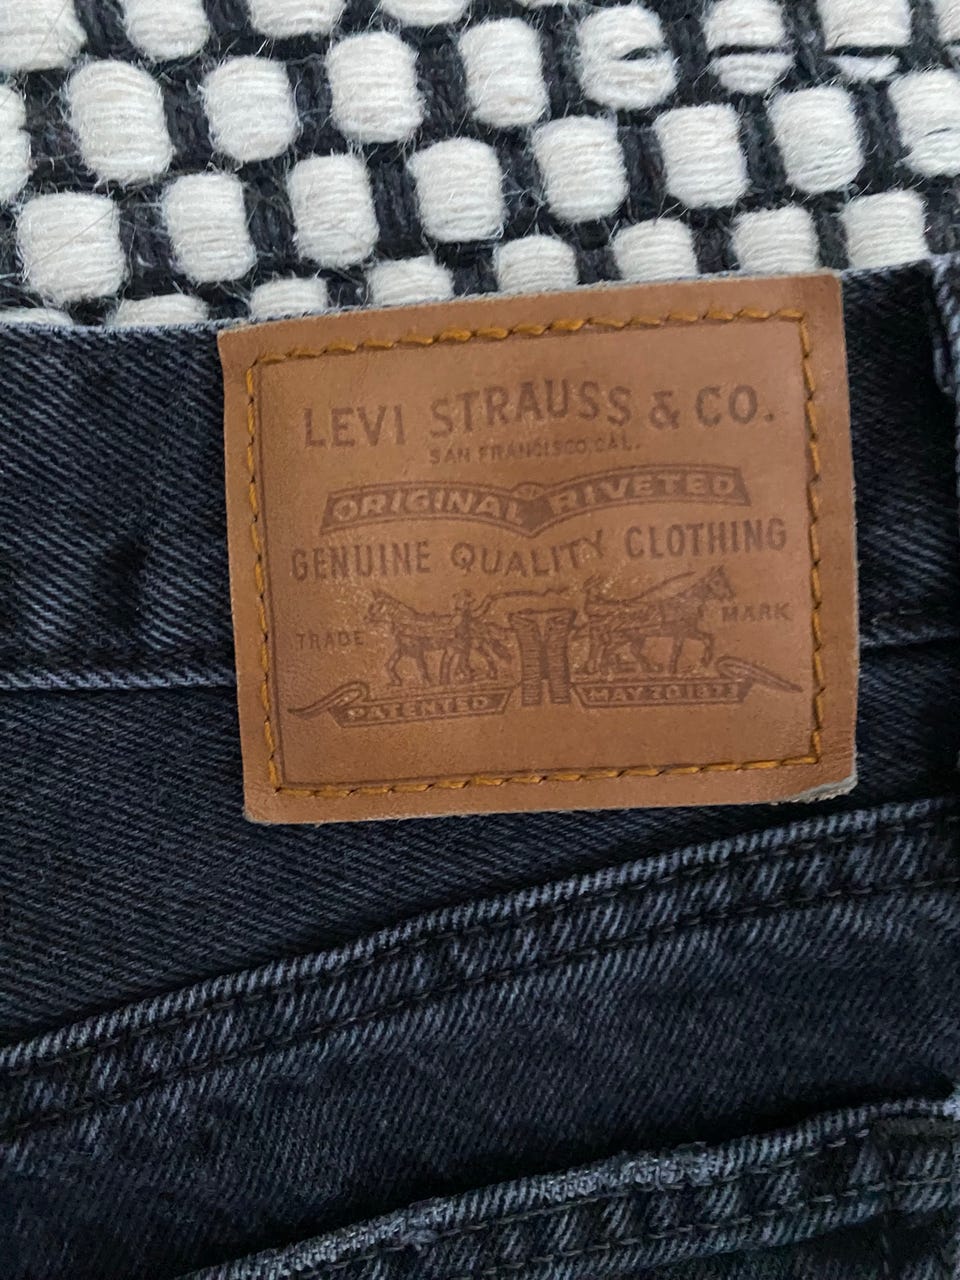 LEVI STRAUSS & CO.
SAN FRANCISCO, CAL.
ORIGINAL RIVETED
GENUINE QUALITY CLOTHING
TRADE MARK
PATENTED MAY 20 1873